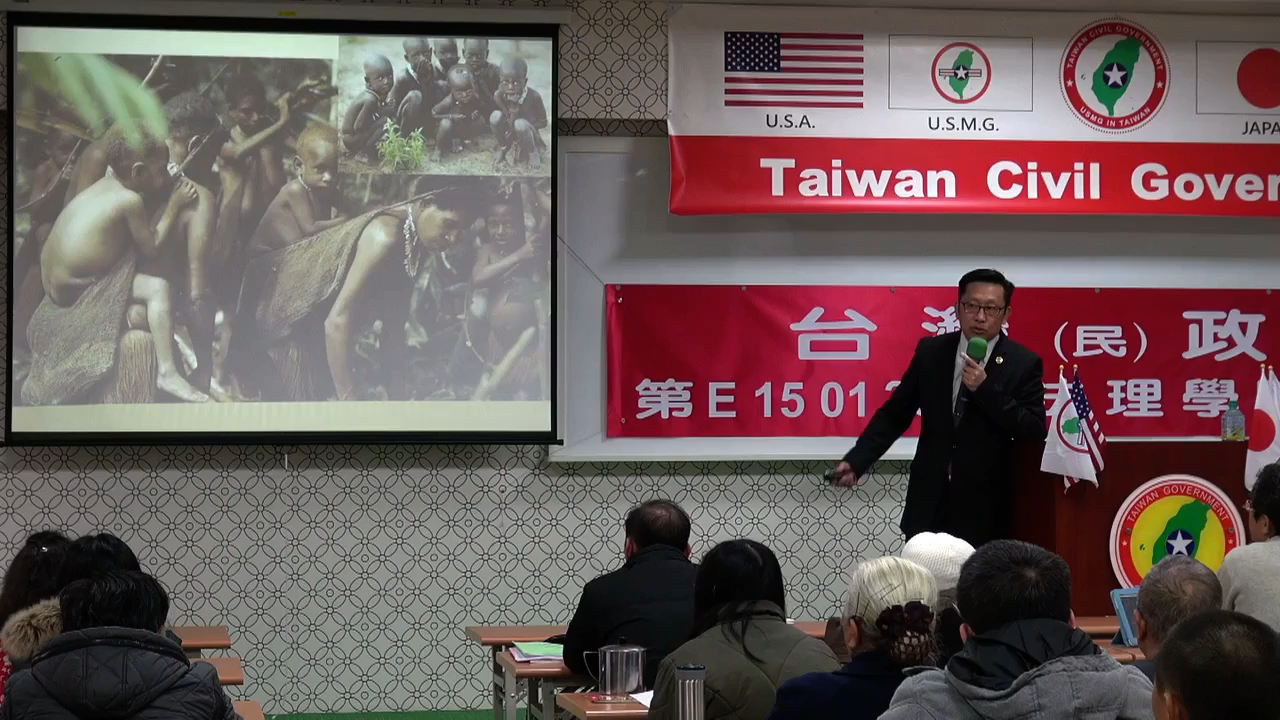 U.S.A.
U.S.M.G.
TAIWAN CIVIL GOVERNMENT
USMG IN TAIWAN
JAPA
Taiwan Civil Gover
台灣 (民) 政
第 E 15 01 理 學
TAIWAN GOVERNMENT